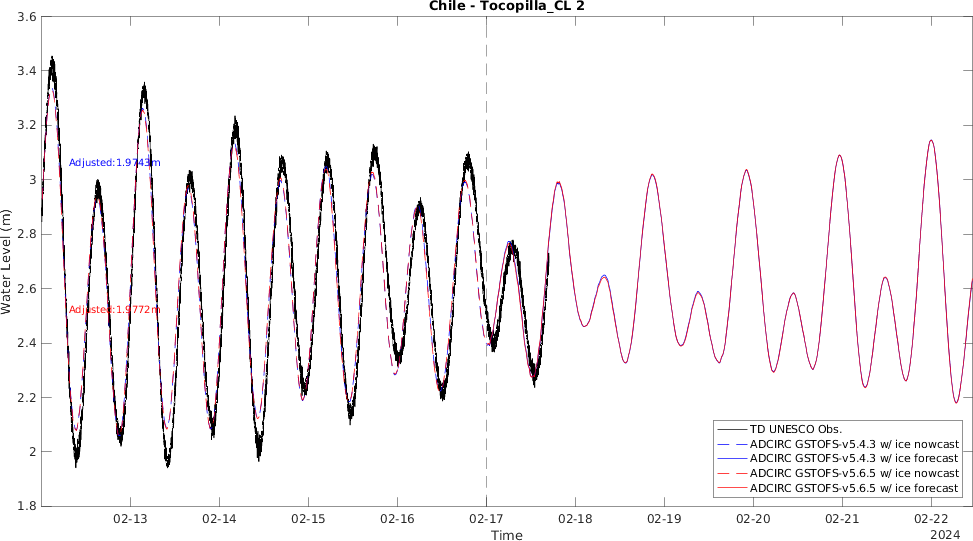 Chile - Tocopilla_CL 2
3.6
3.4
3.2
3
2.8
2.6
2.4
2.2
2
1.8
Water Level (m)
Adjusted:1.9743m
Adjusted:1.9772m
TD UNESCO Obs.
ADCIRC GSTOFS-v5.4.3 w/ ice nowcast
ADCIRC GSTOFS-v5.4.3 w/ ice forecast
ADCIRC GSTOFS-v5.6.5 w/ ice nowcast
ADCIRC GSTOFS-v5.6.5 w/ ice forecast
02-13 02-14 02-15 02-16 02-17 02-18 02-19 02-20 02-21 02-22
Time
2024